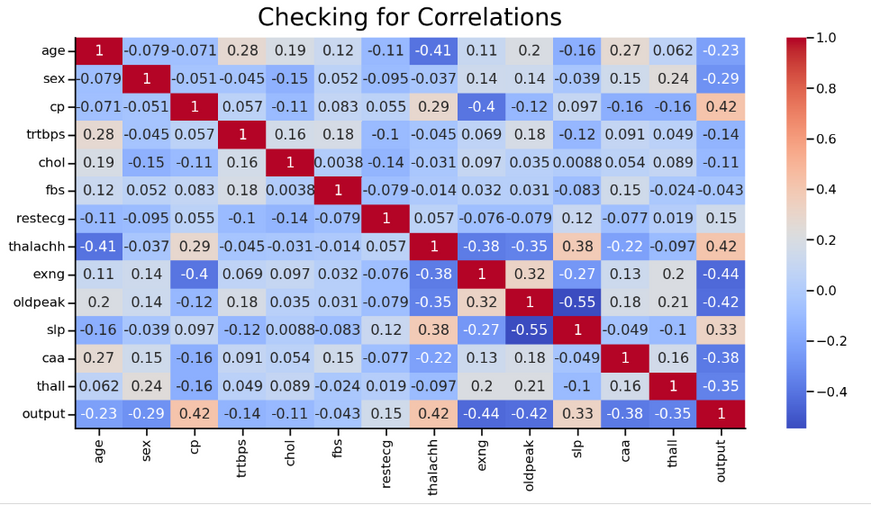 Checking for Correlations
age 1 -0.079 -0.071 0.28 0.19 0.12 -0.11 -0.41 0.11 0.2 -0.16 0.27 0.062 -0.23
sex -0.079 1 -0.051 -0.045 -0.15 0.052 -0.095 -0.037 0.14 0.14 -0.039 0.15 0.24 -0.29
cp -0.071 -0.051 1 0.057 -0.11 0.083 0.055 0.29 -0.4 -0.12 0.097 -0.16 -0.16 0.42
trtbps 0.28 -0.045 0.057 1 0.16 0.18 -0.1 -0.045 0.069 0.18 -0.12 0.091 0.049 -0.14
chol 0.19 -0.15 -0.11 0.16 1 0.0038 -0.14 -0.031 0.097 0.035 0.0088 0.054 0.089 -0.11
fbs 0.12 0.052 0.083 0.18 0.0038 1 -0.079 -0.014 0.032 0.031 -0.083 0.15 -0.024 -0.043
restecg -0.11 -0.095 0.055 -0.1 -0.14 -0.079 1 0.057 -0.076 -0.079 0.12 -0.077 0.019 0.15
thalachh -0.41 -0.037 0.29 -0.045 -0.031 -0.014 0.057 1 -0.38 -0.35 0.38 -0.22 -0.097 0.42
exng 0.11 0.14 -0.4 0.069 0.097 0.032 -0.076 -0.38 1 0.32 -0.27 0.13 0.2 -0.44
oldpeak 0.2 0.14 -0.12 0.18 0.035 0.031 -0.079 -0.35 0.32 1 -0.55 0.18 0.21 -0.42
slp -0.16 -0.039 0.097 -0.12 0.0088 -0.083 0.12 0.38 -0.27 -0.55 1 -0.049 -0.1 0.33
caa 0.27 0.15 -0.16 0.091 0.054 0.15 -0.077 -0.22 0.13 0.18 -0.049 1 0.16 -0.38
thall 0.062 0.24 -0.16 0.049 0.089 -0.024 0.019 -0.097 0.2 0.21 -0.1 0.16 1 -0.35
output -0.23 -0.29 0.42 -0.14 -0.11 -0.043 0.15 0.42 -0.44 -0.42 0.33 -0.38 -0.35 1
age sex cp trtbps chol fbs restecg thalachh exng oldpeak slp caa thall output
1.0
0.8
0.6
0.4
0.2
0.0
−0.2
−0.4